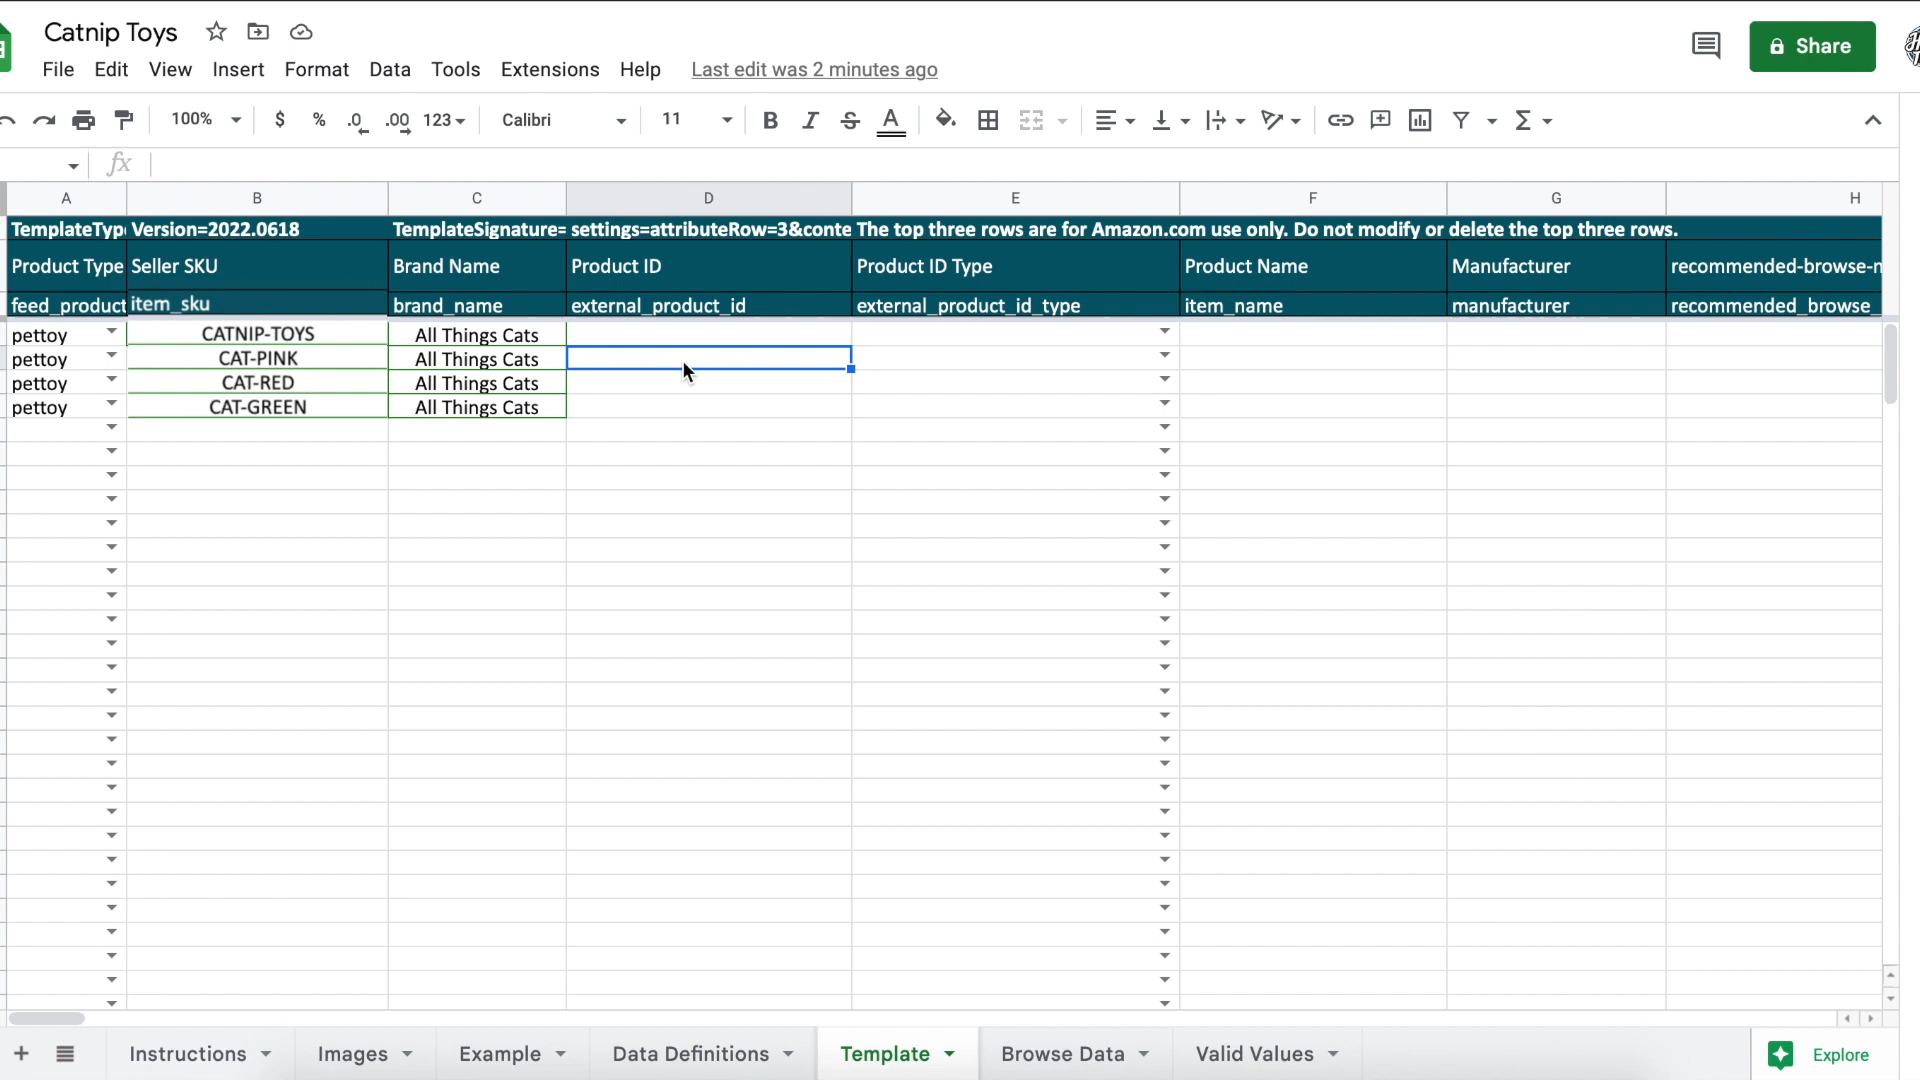 Catnip Toys
Share
File Edit View Insert Format Data Tools Extensions Help Last edit was 2 minutes ago
100% $ % .0 .00 123 Calibri 11 B I S A Σ
fx
A B C D E F G H
TemplateTyp Version=2022.0618 TemplateSignature= settings=attributeRow=3&conte The top three rows are for Amazon.com use only. Do not modify or delete the top three rows.
Product Type Seller SKU Brand Name Product ID Product ID Type Product Name Manufacturer recommended-browse-n
feed_product item_sku brand_name external_product_id external_product_id_type item_name manufacturer recommended_browse_
pettoy CATNIP-TOYS All Things Cats
pettoy CAT-PINK All Things Cats
pettoy CAT-RED All Things Cats
pettoy CAT-GREEN All Things Cats
Instructions Images Example Data Definitions Template Browse Data Valid Values Explore